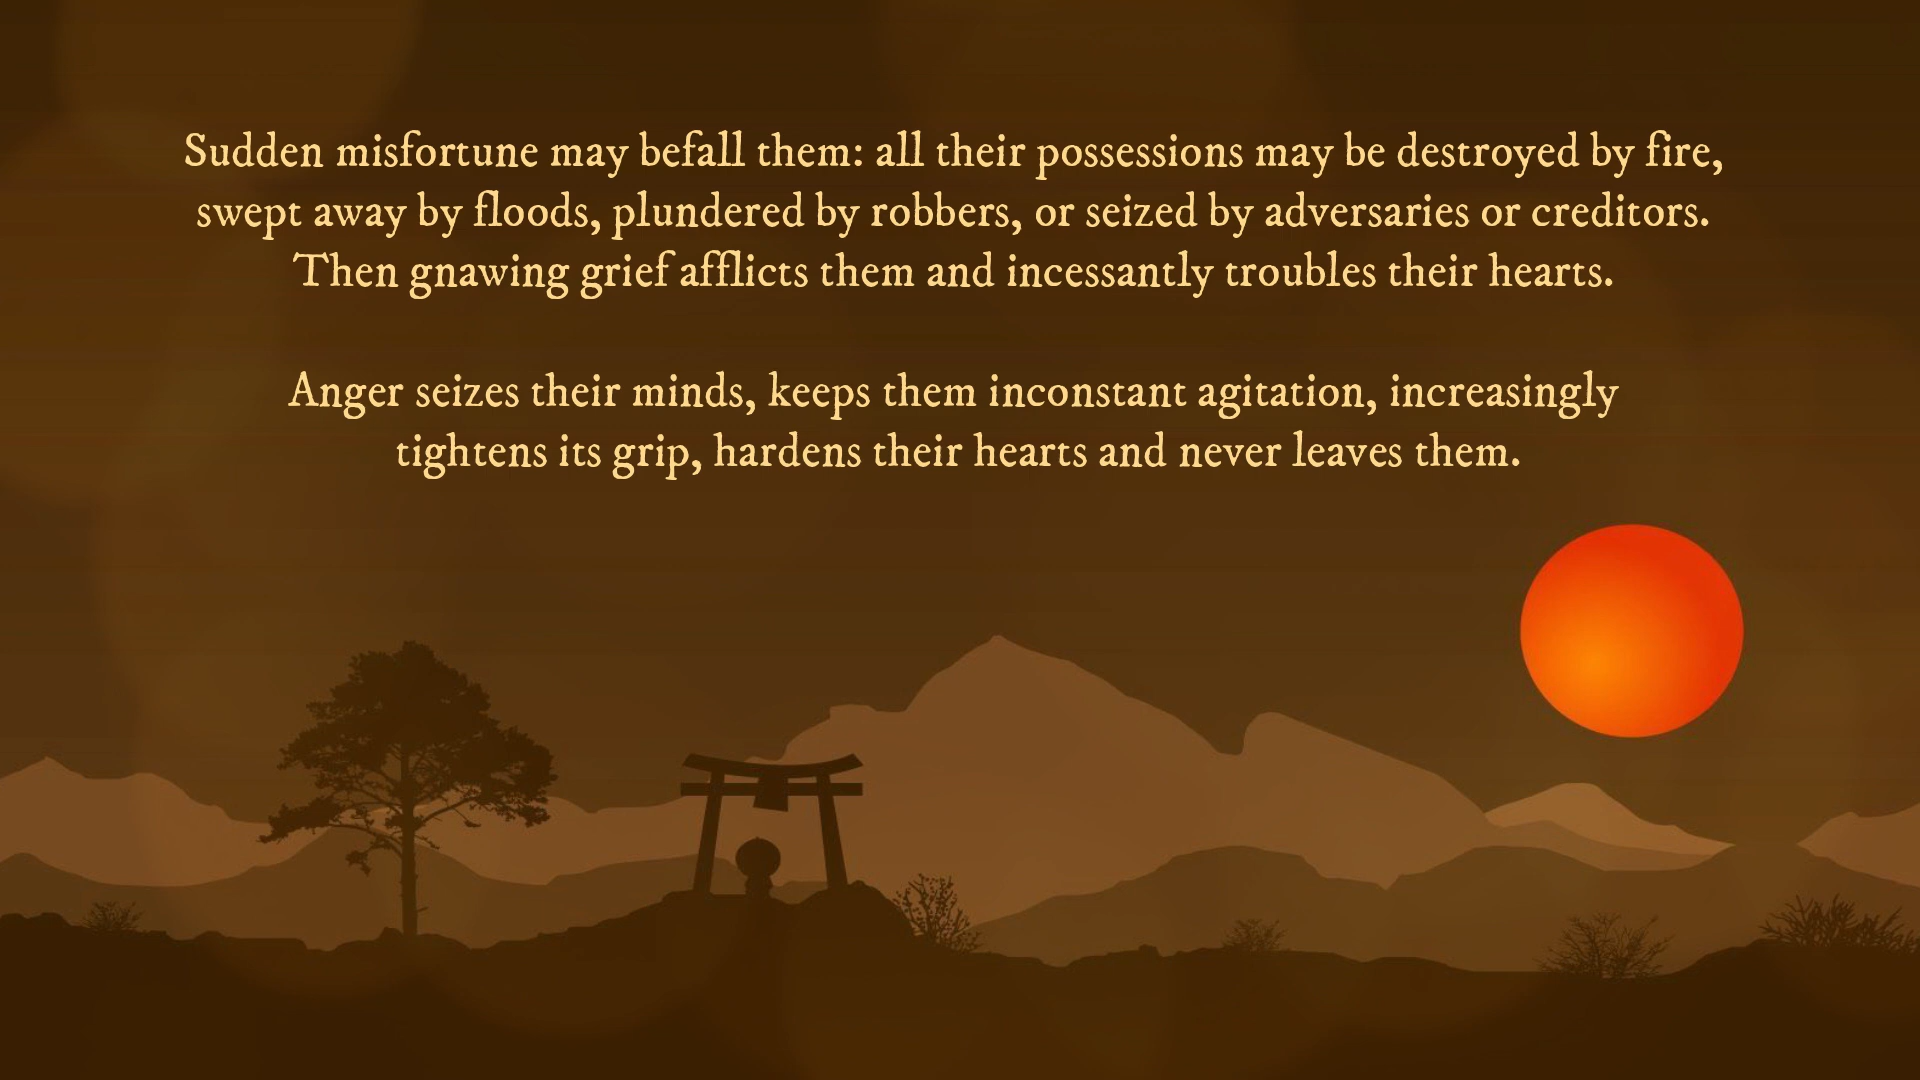 Sudden misfortune may befall them: all their possessions may be destroyed by fire,
swept away by floods, plundered by robbers, or seized by adversaries or creditors.
Then gnawing grief afflicts them and incessantly troubles their hearts.
Anger seizes their minds, keeps them inconstant agitation, increasingly
tightens its grip, hardens their hearts and never leaves them.